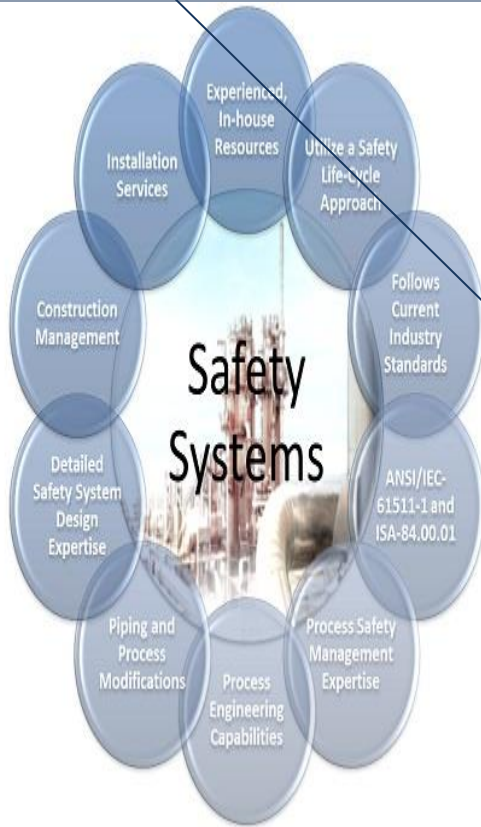 Safety
Systems
Experienced,
In-house
Resources
Utilize a Safety
Life-Cycle
Approach
Follows
Current
Industry
Standards
ANSI/IEC-
61511-1 and
ISA-84.00.01
Process Safety
Management
Expertise
Process
Engineering
Capabilities
Piping and
Process
Modifications
Detailed
Safety System
Design
Expertise
Construction
Management
Installation
Services